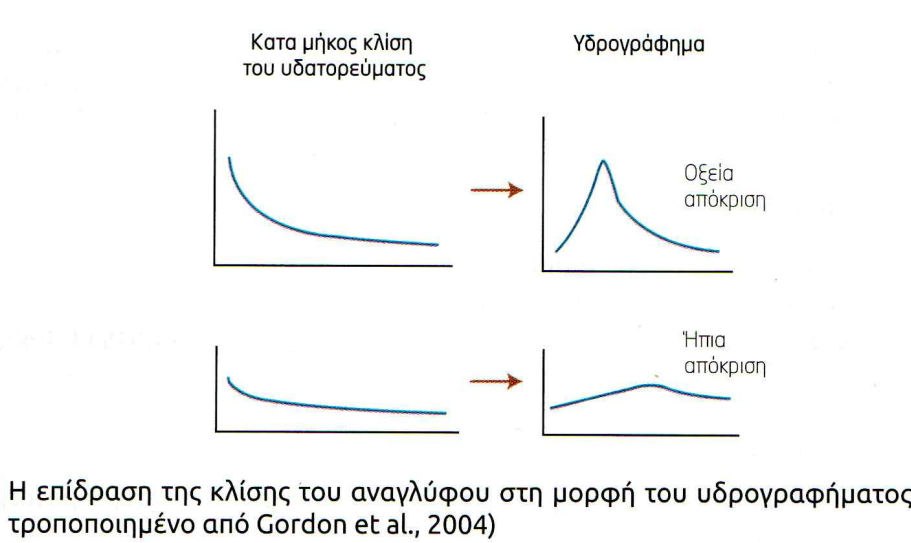 Κατα μήκος κλίση
του υδατορεύματος
Υδρογράφημα
Οξεία
απόκριση
Ήπια
απόκριση
Η επίδραση της κλίσης του αναγλύφου στη μορφή του υδρογραφήματος
τροποποιημένο από Gordon et al., 2004)